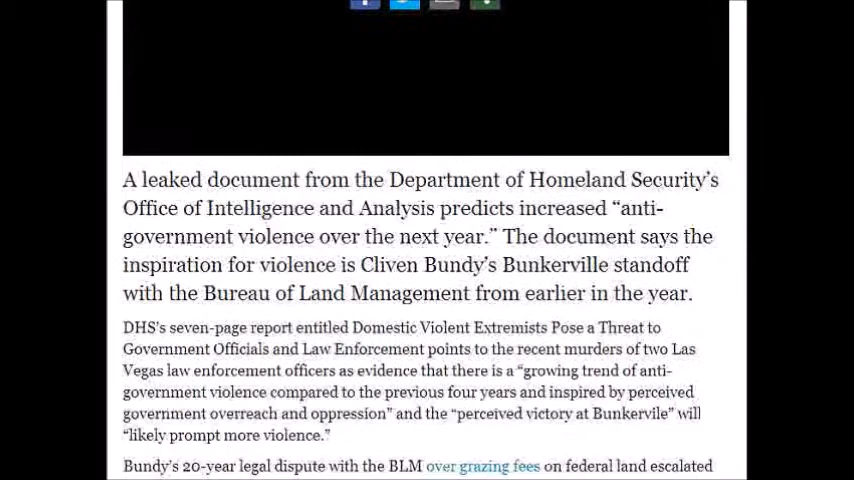 A leaked document from the Department of Homeland Security’s
Office of Intelligence and Analysis predicts increased “anti-
government violence over the next year.” The document says the
inspiration for violence is Cliven Bundy’s Bunkerville standoff
with the Bureau of Land Management from earlier in the year.
DHS’s seven-page report entitled Domestic Violent Extremists Pose a Threat to
Government Officials and Law Enforcement points to the recent murders of two Las
Vegas law enforcement officers as evidence that there is a “growing trend of anti-
government violence compared to the previous four years and inspired by perceived
government overreach and oppression” and the “perceived victory at Bunkervile” will
“likely prompt more violence.”
Bundy’s 20-year legal dispute with the BLM over grazing fees on federal land escalated